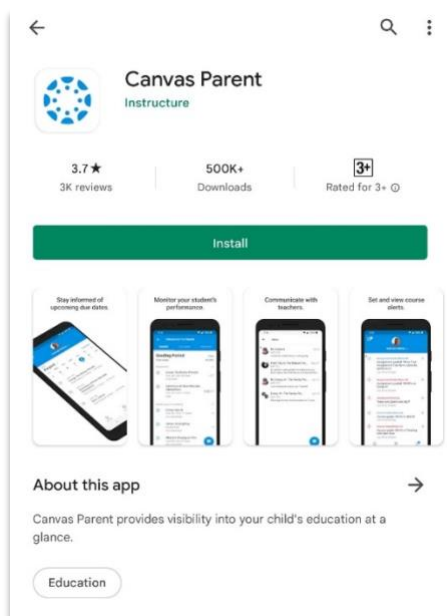 Canvas Parent
Instructure
3.7★
500K+
3+
3K reviews
Downloads
Rated for 3+
Install
Stay informed of
upcoming due dates.
Monitor your student's
performance.
Communicate with
teachers.
Set and view course
alerts.
About this app
Canvas Parent provides visibility into your child's education at a
glance.
Education